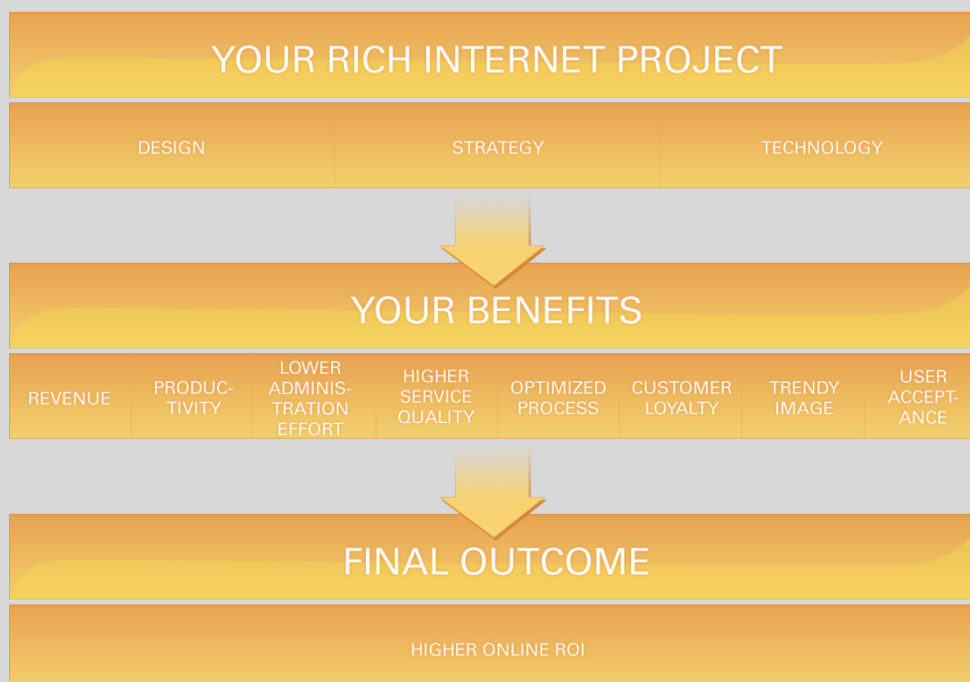 YOUR RICH INTERNET PROJECT
DESIGN
STRATEGY
TECHNOLOGY
YOUR BENEFITS
REVENUE
PRODUC-
TIVITY
LOWER
ADMINIS-
TRATION
EFFORT
HIGHER
SERVICE
QUALITY
OPTIMIZED
PROCESS
CUSTOMER
LOYALTY
TRENDY
IMAGE
USER
ACCEPT-
ANCE
FINAL OUTCOME
HIGHER ONLINE ROI